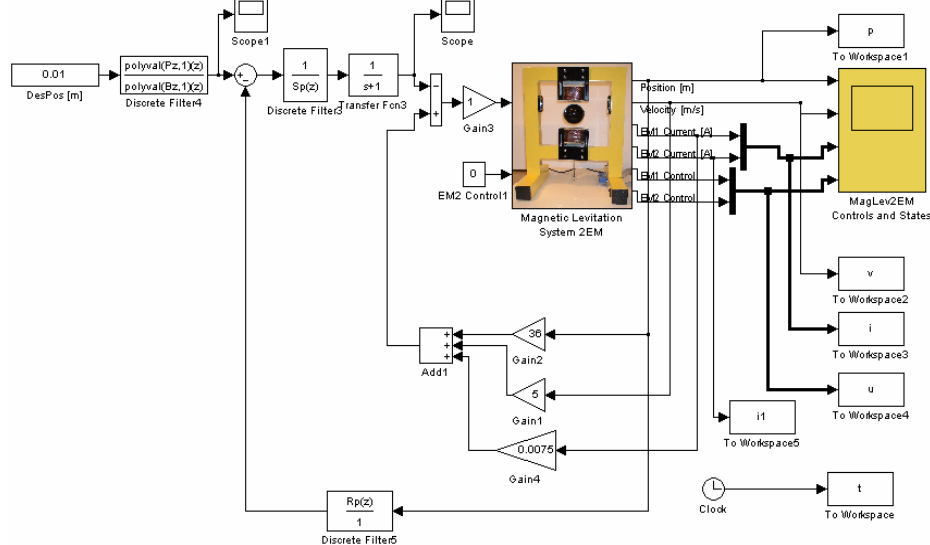 Scope1
Scope
0.01
DesPos [m]
polyval(Pz,1)(z)
polyval(Bz,1)(z)
Discrete Filter4
1
Sp(z)
Discrete Filter3
1
s+1
Transfer Fcn3
1
Gain3
0
EM2 Control1
Magnetic Levitation
System 2EM
Position [m]
Velocity [m/s]
EM1 Current [A]
EM2 Current [A]
EM1 Control
EM2 Control
p
To Workspace1
MagLev2EM
Controls and States
v
To Workspace2
i
To Workspace3
u
To Workspace4
i1
To Workspace5
Add1
36
Gain2
5
Gain1
0.0075
Gain4
Rp(z)
1
Discrete Filter5
Clock
t
To Workspace